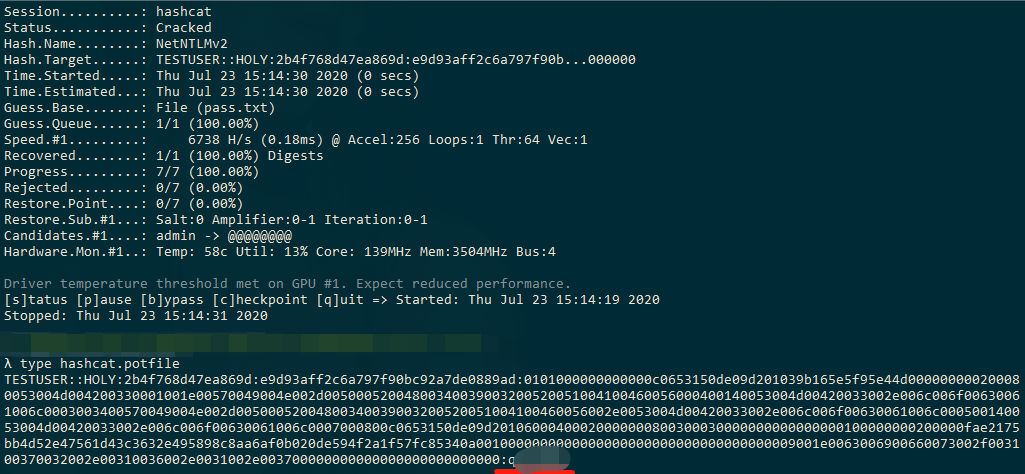 Session..........: hashcat
Status...........: Cracked
Hash.Name........: NetNTLMv2
Hash.Target......: TESTUSER::HOLY:2b4f768d47ea869d:e9d93aff2c6a797f90b...000000
Time.Started.....: Thu Jul 23 15:14:30 2020 (0 secs)
Time.Estimated...: Thu Jul 23 15:14:30 2020 (0 secs)
Guess.Base.......: File (pass.txt)
Guess.Queue......: 1/1 (100.00%)
Speed.#1.........:     6738 H/s (0.18ms) @ Accel:256 Loops:1 Thr:64 Vec:1
Recovered........: 1/1 (100.00%) Digests
Progress.........: 7/7 (100.00%)
Rejected.........: 0/7 (0.00%)
Restore.Point....: 0/7 (0.00%)
Restore.Sub.#1...: Salt:0 Amplifier:0-1 Iteration:0-1
Candidates.#1....: admin -> @@@@@@@@
Hardware.Mon.#1..: Temp: 58c Util: 13% Core: 139MHz Mem:3504MHz Bus:4
Driver temperature threshold met on GPU #1. Expect reduced performance.
[s]tatus [p]ause [b]ypass [c]heckpoint [q]uit => Started: Thu Jul 23 15:14:19 2020
Stopped: Thu Jul 23 15:14:31 2020
λ type hashcat.potfile
TESTUSER::HOLY:2b4f768d47ea869d:e9d93aff2c6a797f90bc92a7de0889ad:0101000000000000c0653150de09d201039b165e5f95e44d00000000020008
0053004d004200330001001e00570049004e002d00500052004800340039003200520051004100460056000400140053004d00420033002e006c006f0063006
1006c0003003400570049004e002d00500052004800340039003200520051004100460056002e0053004d00420033002e006c006f00630061006c0005001400
53004d00420033002e006c006f00630061006c0007000800c0653150de09d2010600040002000000080030003000000000000000010000000020000​0fae2175
bb4d52e47561d43c3632e495898c8aa6af0b020de594f2a1f57fc85340a0010000000000000000000000000000000000009001e0063006900660073002f0031
00370032002e00310036002e0031002e003700000000000000000000000000:q